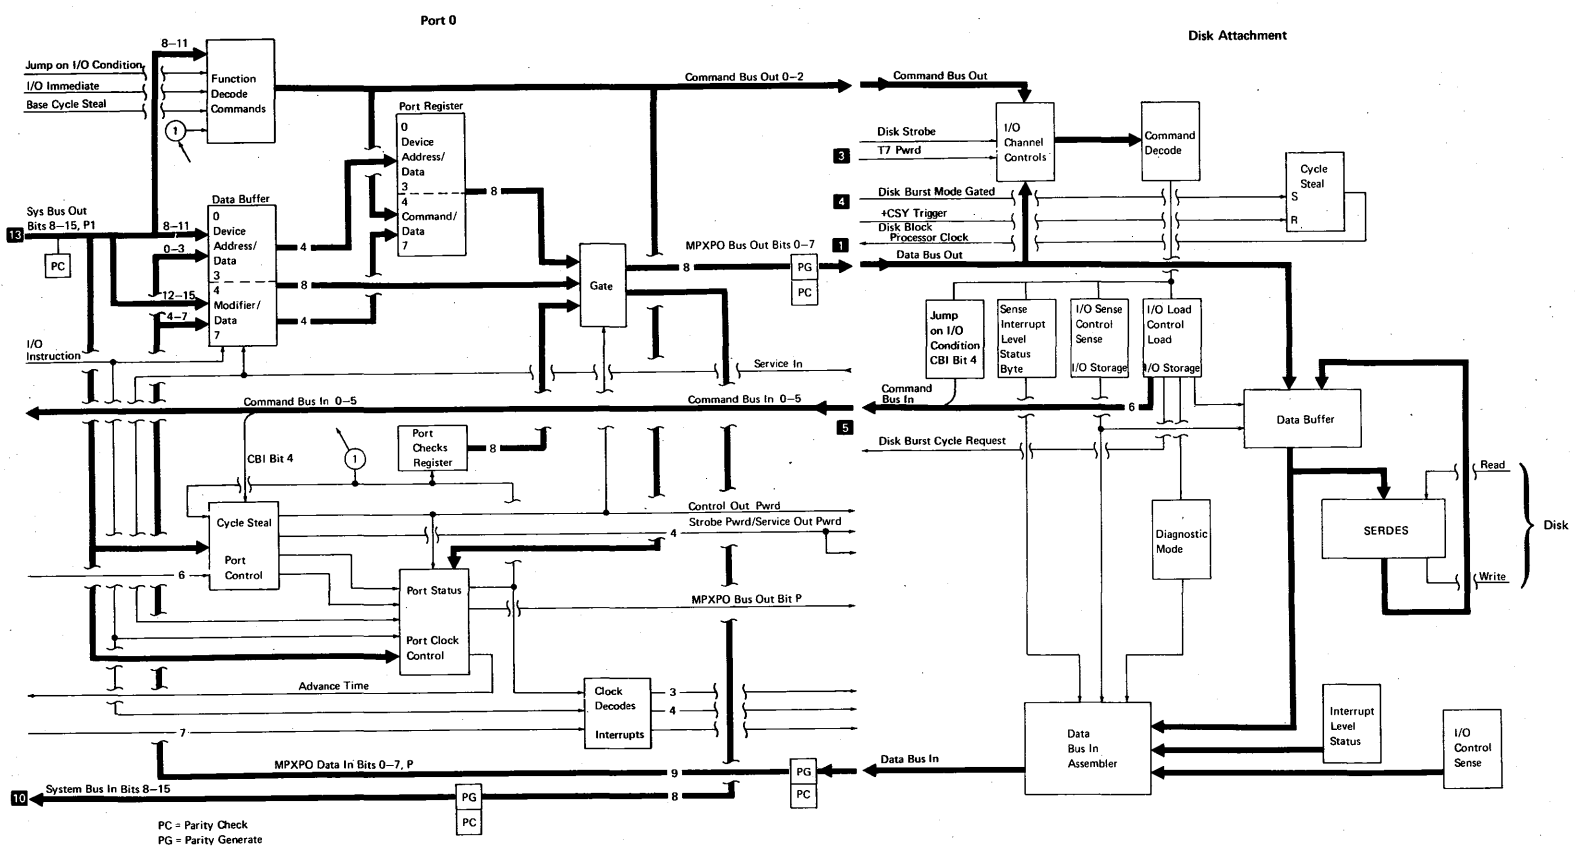 Port 0
Disk Attachment
8–11
Jump on I/O Condition
I/O Immediate
Base Cycle Steal
Function
Decode
Commands
1
Command Bus Out 0–2
Command Bus Out
Port Register
0
Device
Address/
Data
3
4
Command/
Data
7
8
Disk Strobe
3
T7 Pwrd
I/O
Channel
Controls
Command
Decode
4
Disk Burst Mode Gated
+CSY Trigger
Disk Block
1
Processor Clock
Cycle
Steal
S
R
Sys Bus Out
Bits 8–15, P1
13
PC
Data Buffer
8–11
0–3
12–15
4–7
0
Device
Address/
Data
3
4
Modifier/
Data
7
4
8
4
Gate
MPXPO Bus Out Bits 0–7
8
PG
PC
Data Bus Out
I/O
Instruction
Service In
Jump
on I/O
Condition
CBI Bit 4
Sense
Interrupt
Level
Status
Byte
I/O Sense
Control
Sense
I/O Storage
I/O Load
Control
Load
I/O Storage
Command Bus In 0–5
Command Bus In 0–5
Command
Bus In
6
5
Data Buffer
Port
Checks
Register
8
CBI Bit 4
1
Disk Burst Cycle Request
Read
SERDES
Disk
Write
Cycle Steal
Port
Control
6
Control Out Pwrd
Strobe Pwrd/Service Out Pwrd
4
Diagnostic
Mode
Port Status
Port Clock
Control
MPXPO Bus Out Bit P
Advance Time
Clock
Decodes
Interrupts
3
4
7
Data
Bus In
Assembler
Interrupt
Level
Status
I/O
Control
Sense
MPXPO Data In Bits 0–7, P
9
PG
PC
Data Bus In
10
System Bus In Bits 8–15
PG
PC
8
PC = Parity Check
PG = Parity Generate